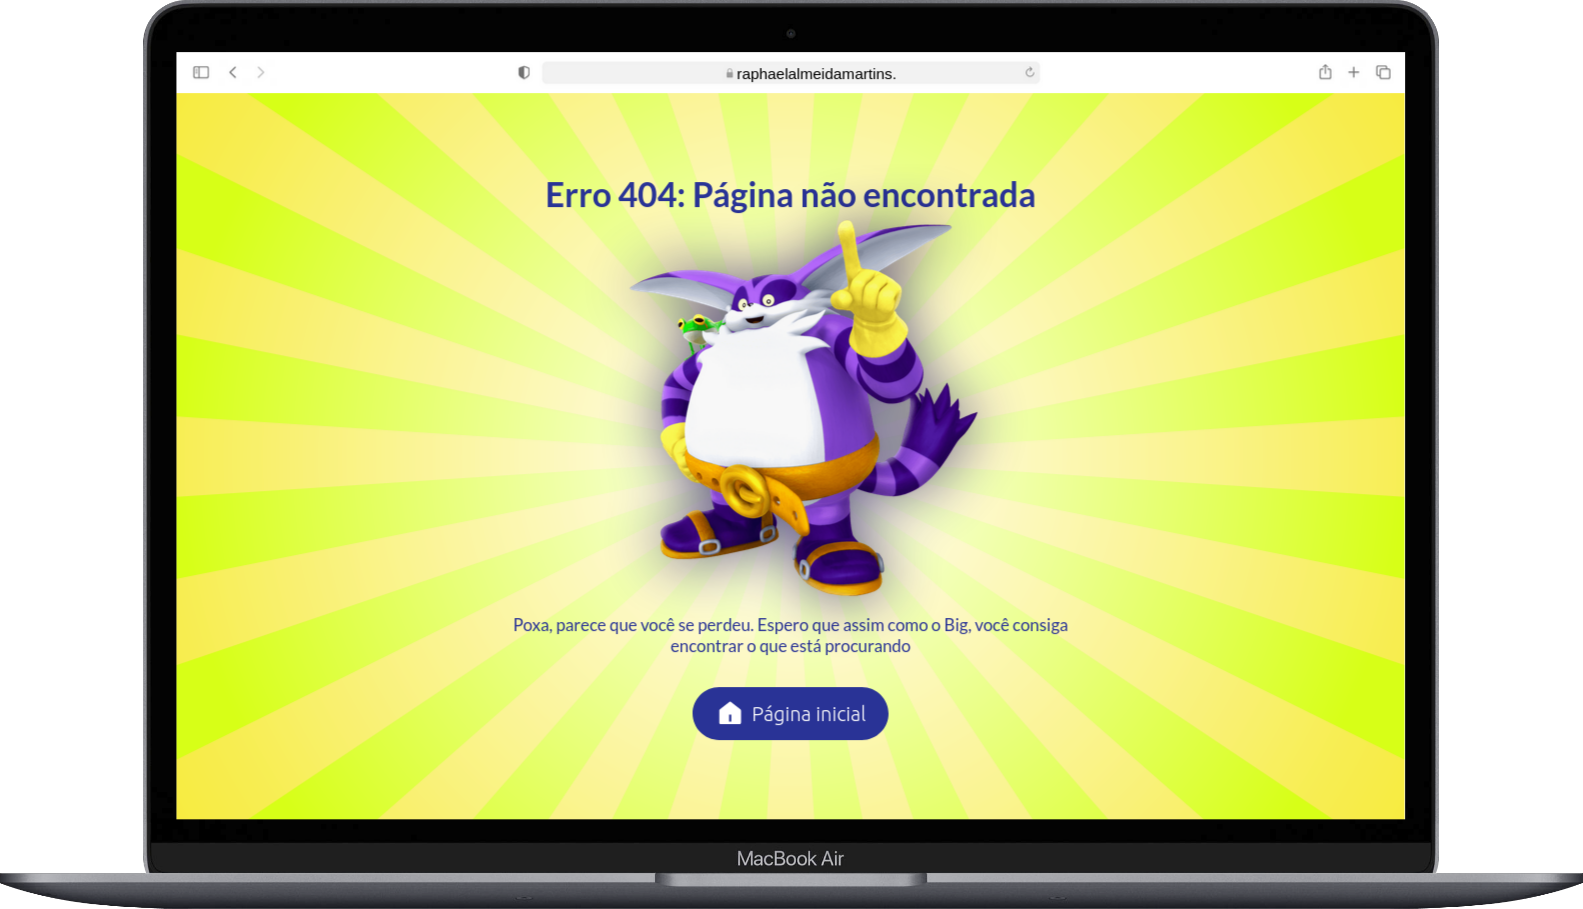 raphaelalmeidamartins.
Erro 404: Página não encontrada
Poxa, parece que você se perdeu. Espero que assim como o Big, você consiga
encontrar o que está procurando
Página inicial
MacBook Air